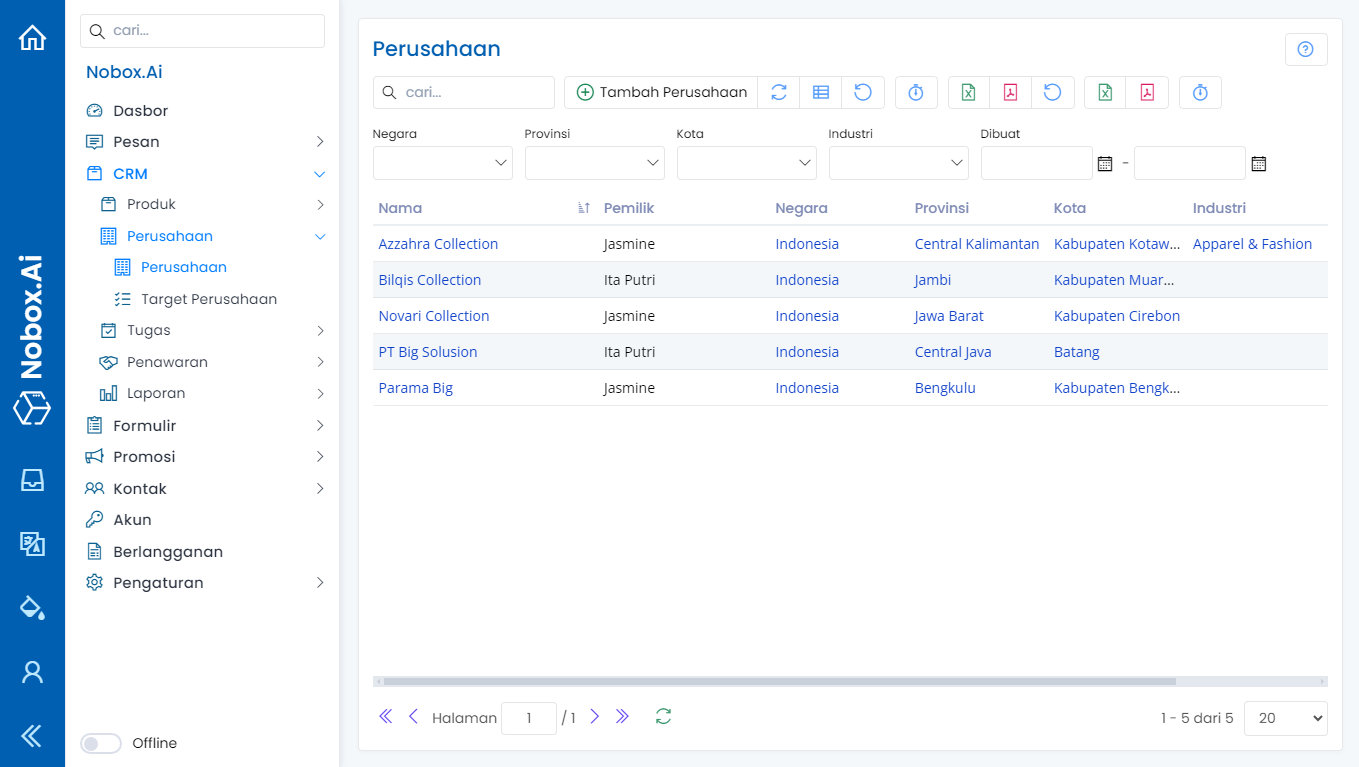 Nobox.Ai
cari...
Nobox.Ai
Dasbor
Pesan
CRM
Produk
Perusahaan
Perusahaan
Target Perusahaan
Tugas
Penawaran
Laporan
Formulir
Promosi
Kontak
Akun
Berlangganan
Pengaturan
Offline
Perusahaan
cari... Tambah Perusahaan
Negara Provinsi Kota Industri Dibuat
-
Nama Pemilik Negara Provinsi Kota Industri
Azzahra Collection Jasmine Indonesia Central Kalimantan Kabupaten Kotaw... Apparel & Fashion
Bilqis Collection Ita Putri Indonesia Jambi Kabupaten Muar...
Novari Collection Jasmine Indonesia Jawa Barat Kabupaten Cirebon
PT Big Solusion Ita Putri Indonesia Central Java Batang
Parama Big Jasmine Indonesia Bengkulu Kabupaten Bengk...
Halaman 1 / 1 1 - 5 dari 5 20